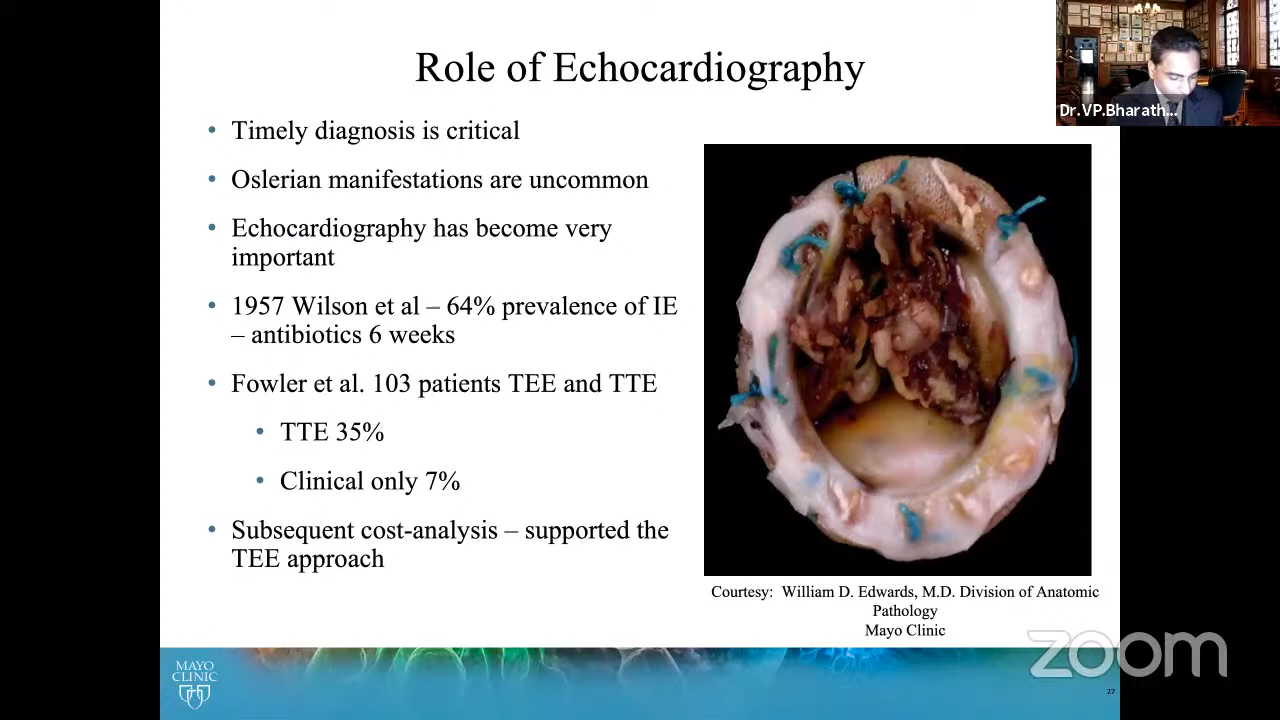 Role of Echocardiography
Dr.VP.Bharath...
Timely diagnosis is critical
Oslerian manifestations are uncommon
Echocardiography has become very
important
1957 Wilson et al – 64% prevalence of IE
– antibiotics 6 weeks
Fowler et al. 103 patients TEE and TTE
TTE 35%
Clinical only 7%
Subsequent cost-analysis – supported the
TEE approach
Courtesy: William D. Edwards, M.D. Division of Anatomic
Pathology
Mayo Clinic
zoom
MAYO
CLINIC
27